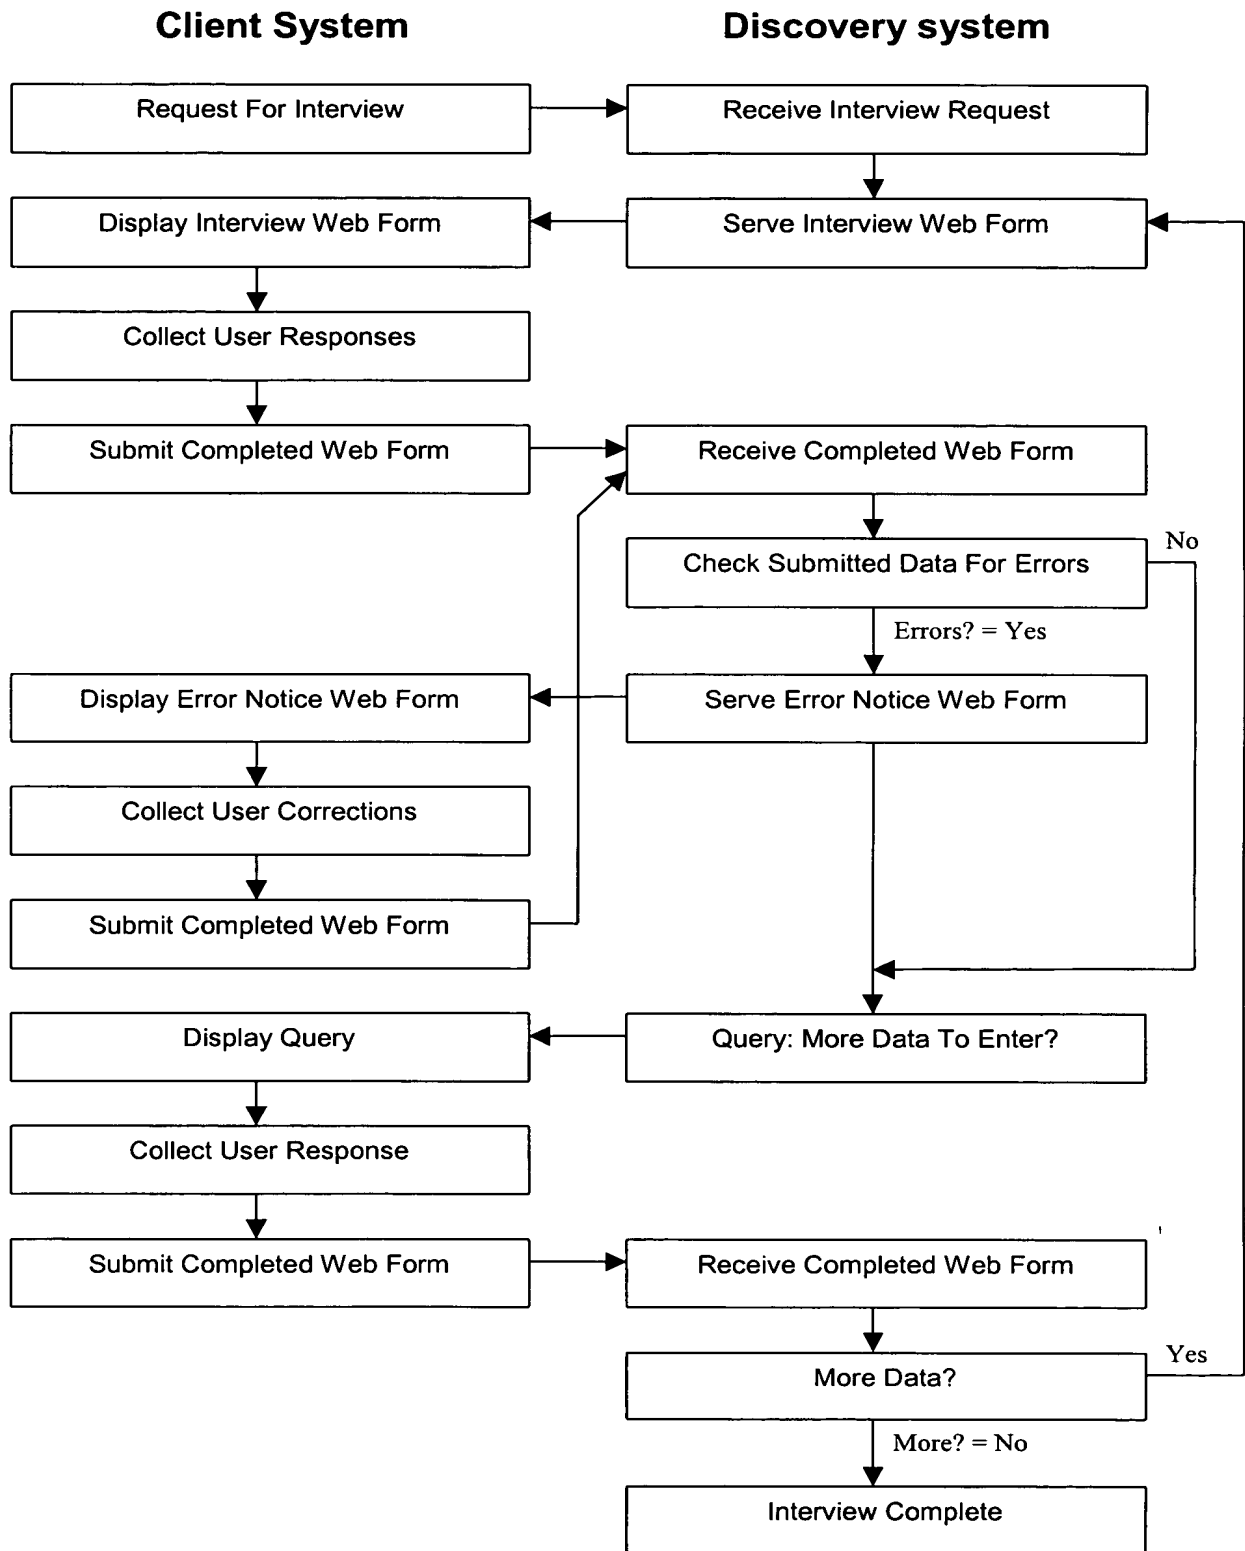 Client System
Discovery system
Request For Interview
Receive Interview Request
Display Interview Web Form
Serve Interview Web Form
Collect User Responses
Submit Completed Web Form
Receive Completed Web Form
No
Check Submitted Data For Errors
Errors? = Yes
Display Error Notice Web Form
Serve Error Notice Web Form
Collect User Corrections
Submit Completed Web Form
Display Query
Query: More Data To Enter?
Collect User Response
Submit Completed Web Form
Receive Completed Web Form
Yes
More Data?
More? = No
Interview Complete